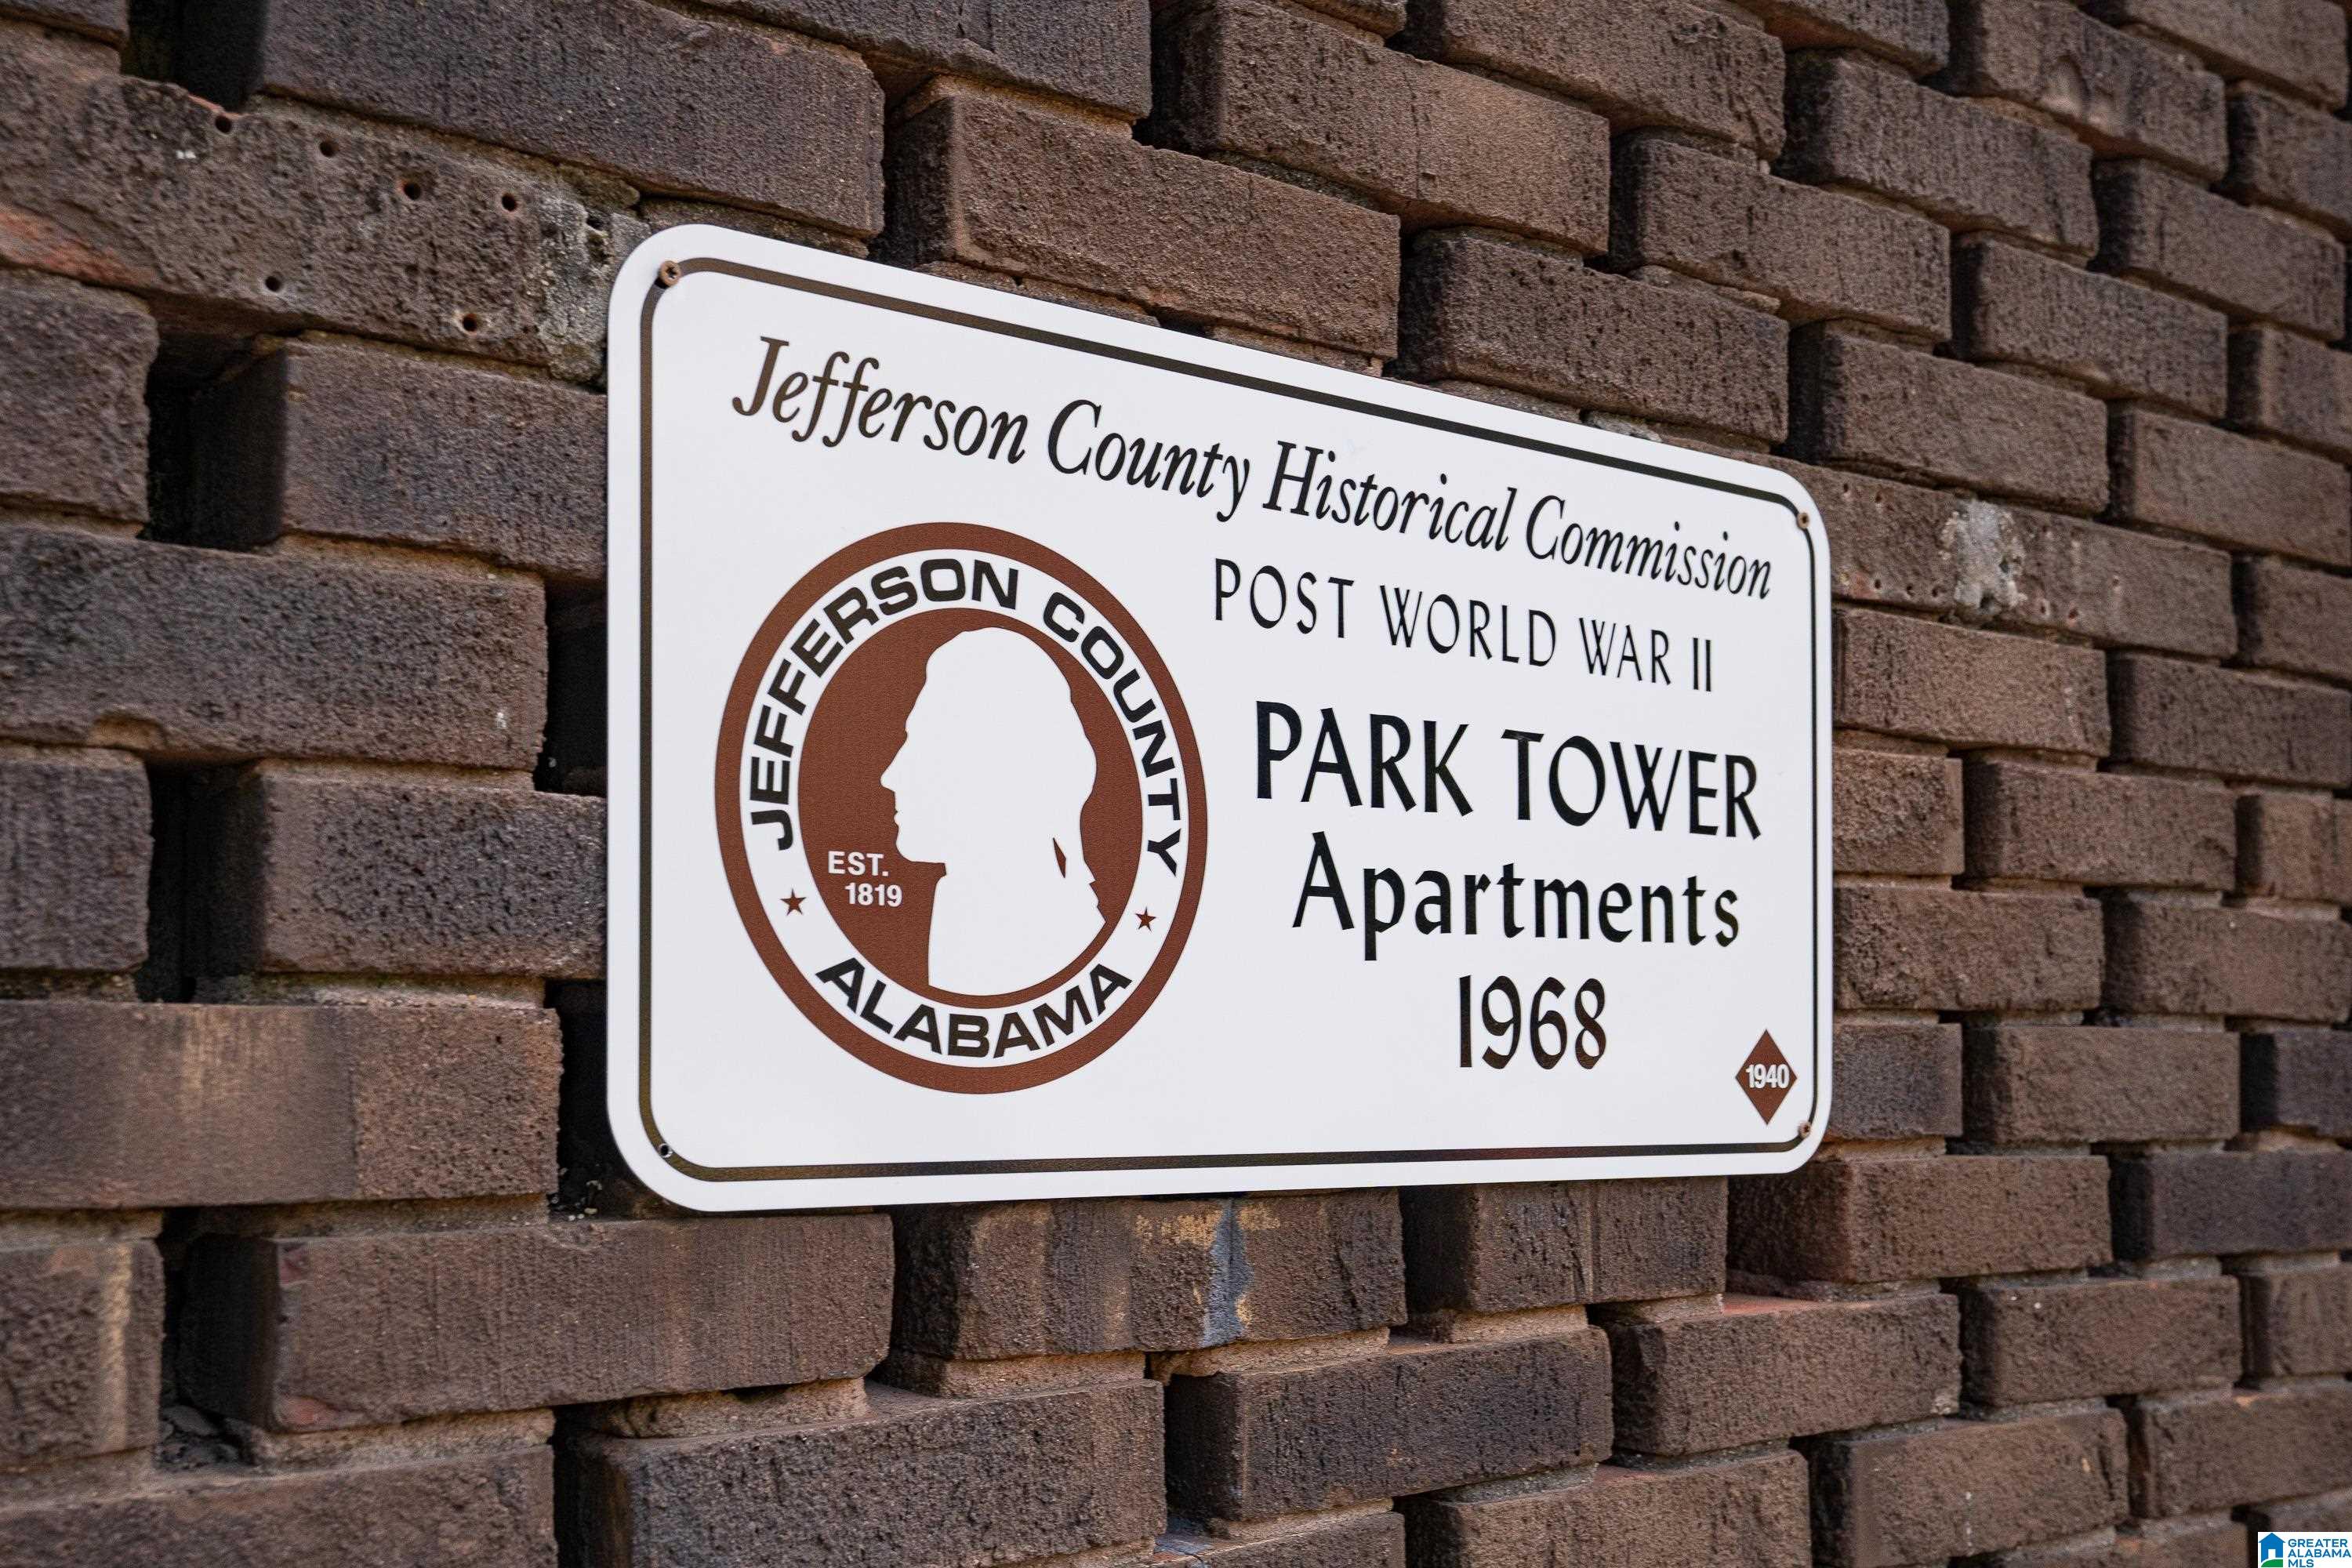 Jefferson County Historical Commission
JEFFERSON COUNTY
EST.
1819
ALABAMA
POST WORLD WAR II
PARK TOWER
Apartments
1968
1940
GREATER
ALABAMA
MLS